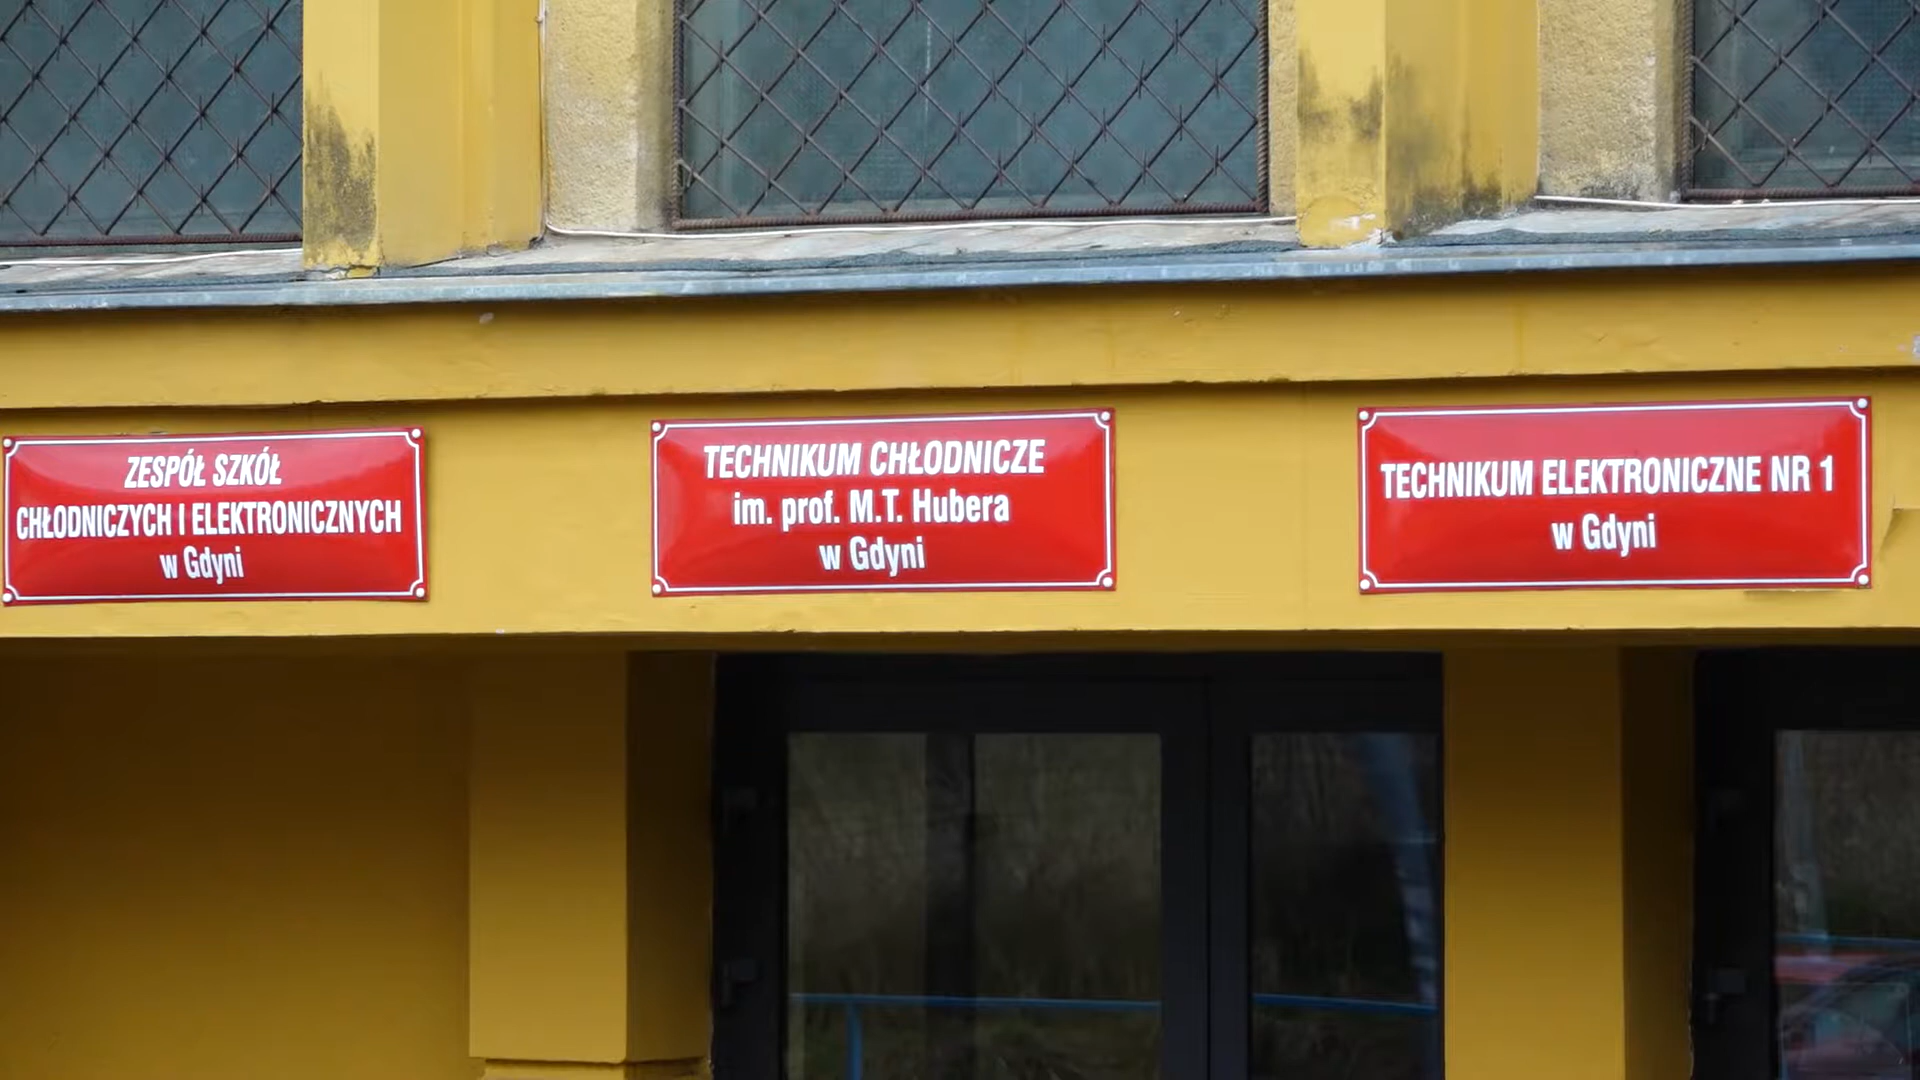 ZESPÓŁ SZKÓŁ
CHŁODNICZYCH I ELEKTRONICZNYCH
w Gdyni
TECHNIKUM CHŁODNICZE
im. prof. M.T. Hubera
w Gdyni
TECHNIKUM ELEKTRONICZNE NR 1
w Gdyni